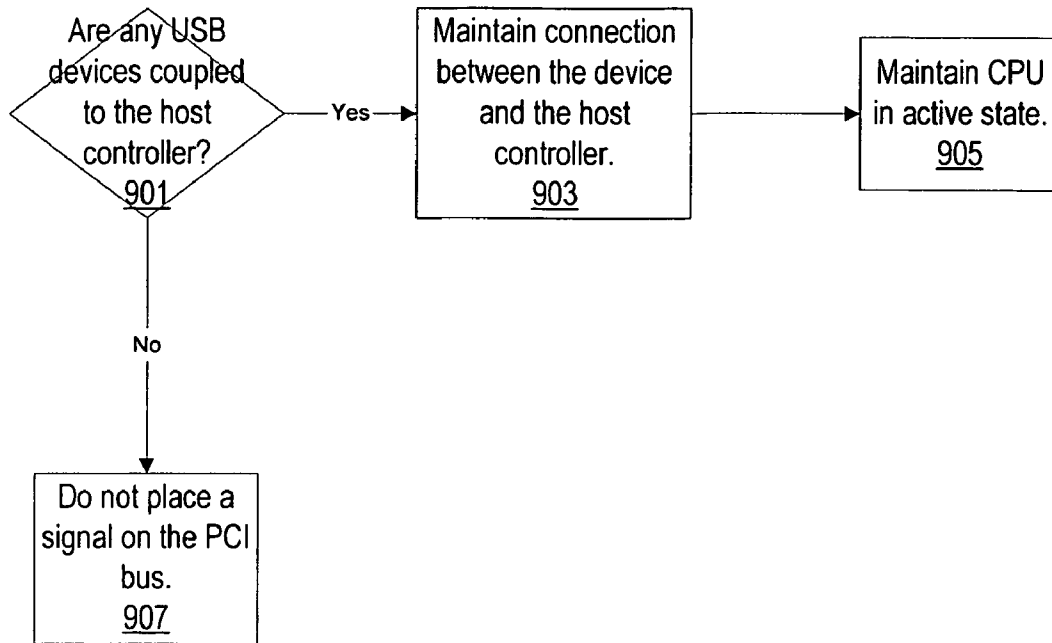 Are any USB
devices coupled
to the host
controller?
901
Yes
Maintain connection
between the device
and the host
controller.
903
Maintain CPU
in active state.
905
No
Do not place a
signal on the PCI
bus.
907